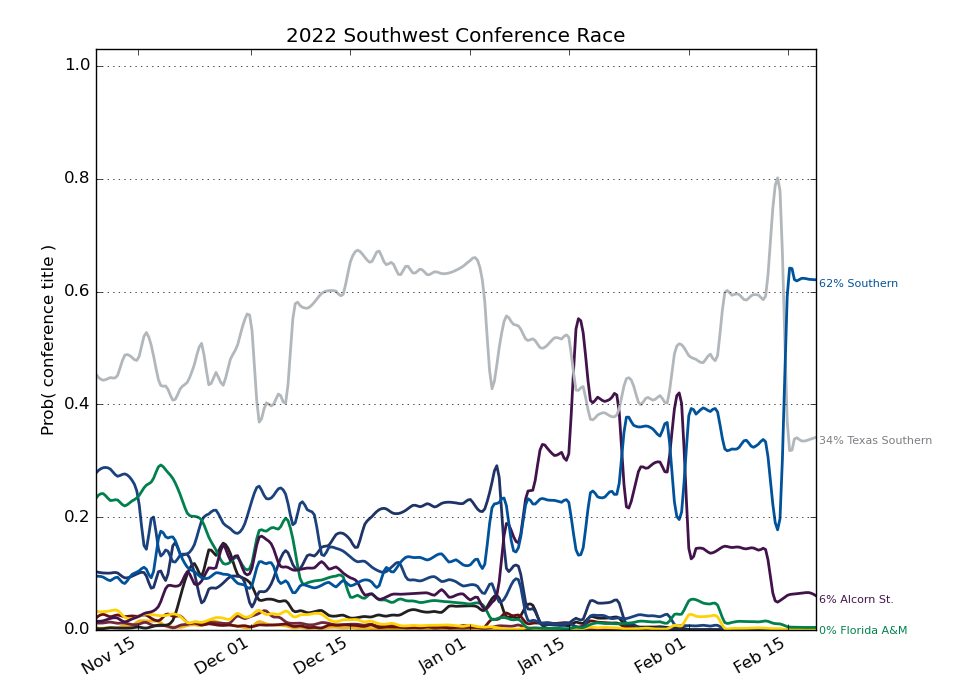 2022 Southwest Conference Race
Prob( conference title )
1.0
0.8
0.6
0.4
0.2
0.0
62% Southern
34% Texas Southern
6% Alcorn St.
0% Florida A&M
Nov 15
Dec 01
Dec 15
Jan 01
Jan 15
Feb 01
Feb 15